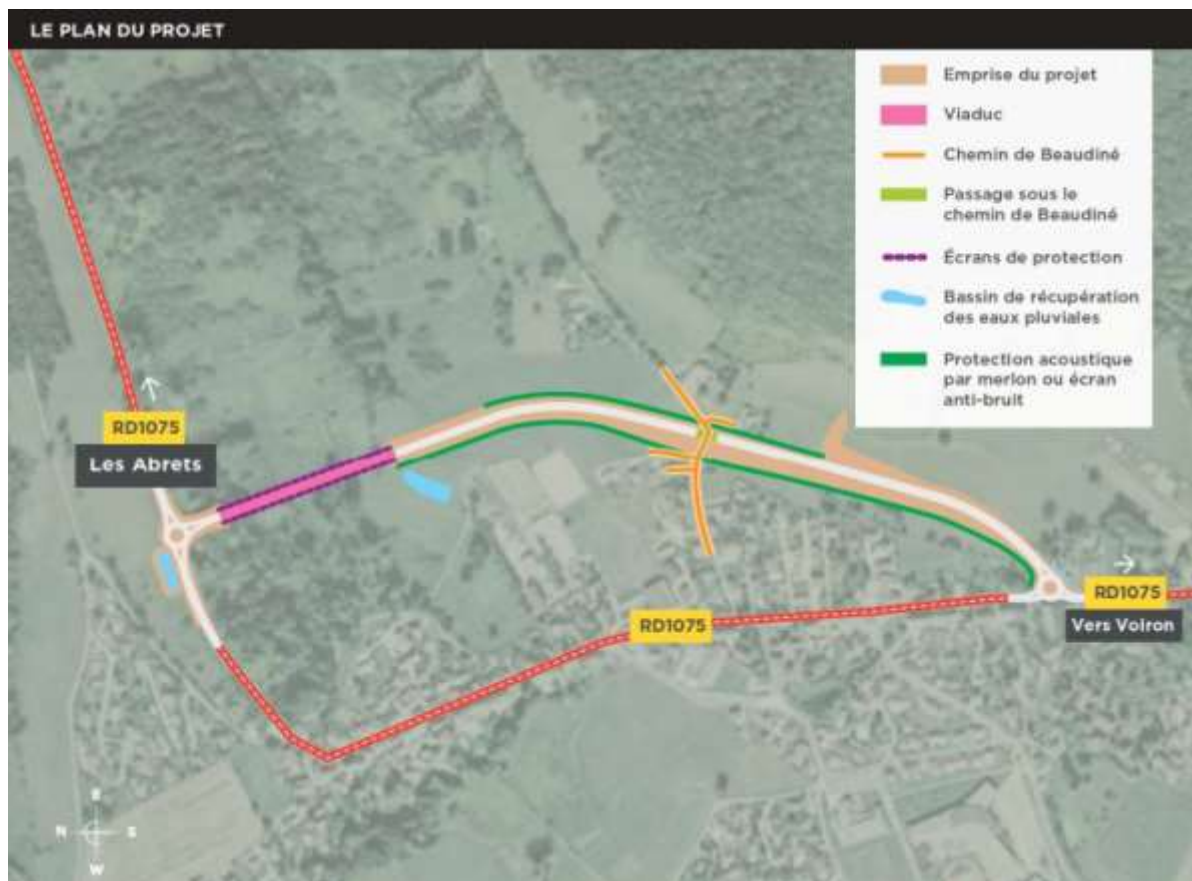 LE PLAN DU PROJET
Emprise du projet
Viaduc
Chemin de Beaudiné
Passage sous le
chemin de Beaudiné
Écrans de protection
Bassin de récupération
des eaux pluviales
Protection acoustique
par merlon ou écran
anti-bruit
RD1075
Les Abrets
RD1075
RD1075
Vers Voiron
E
N
S
W